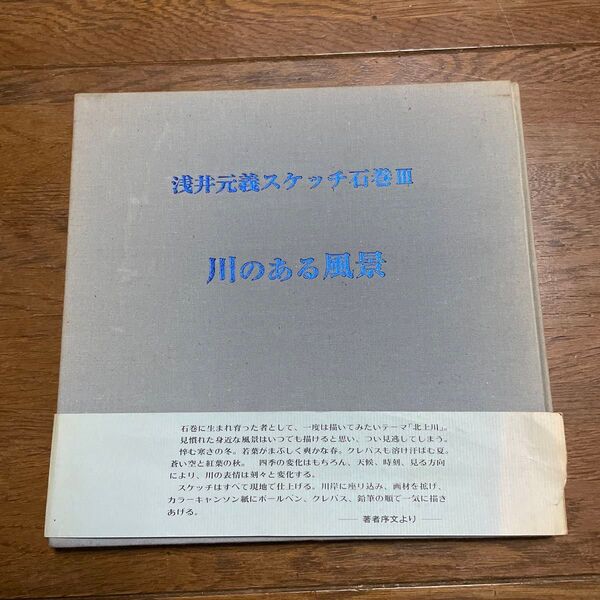 浅井元義スケッチ石巻Ⅲ
川のある風景
石巻に生まれ育った者として、一度は描いてみたいテーマ「北上川」。
見慣れた身近な風景はいつでも描けると思い、つい見逃してしまう。
悴む寒さの冬。若葉がまぶしく爽かな春。クレパスも溶け汗ばむ夏。
蒼い空と紅葉の秋。 四季の変化はもちろん、天候、時刻、見る方向
により、川の表情は刻々と変化する。
スケッチはすべて現地で仕上げる。川岸に座り込み、画材を拡げ、
カラーキャンソン紙にボールペン、クレパス、鉛筆の順で一気に描き
あげる。
――著者序文より――